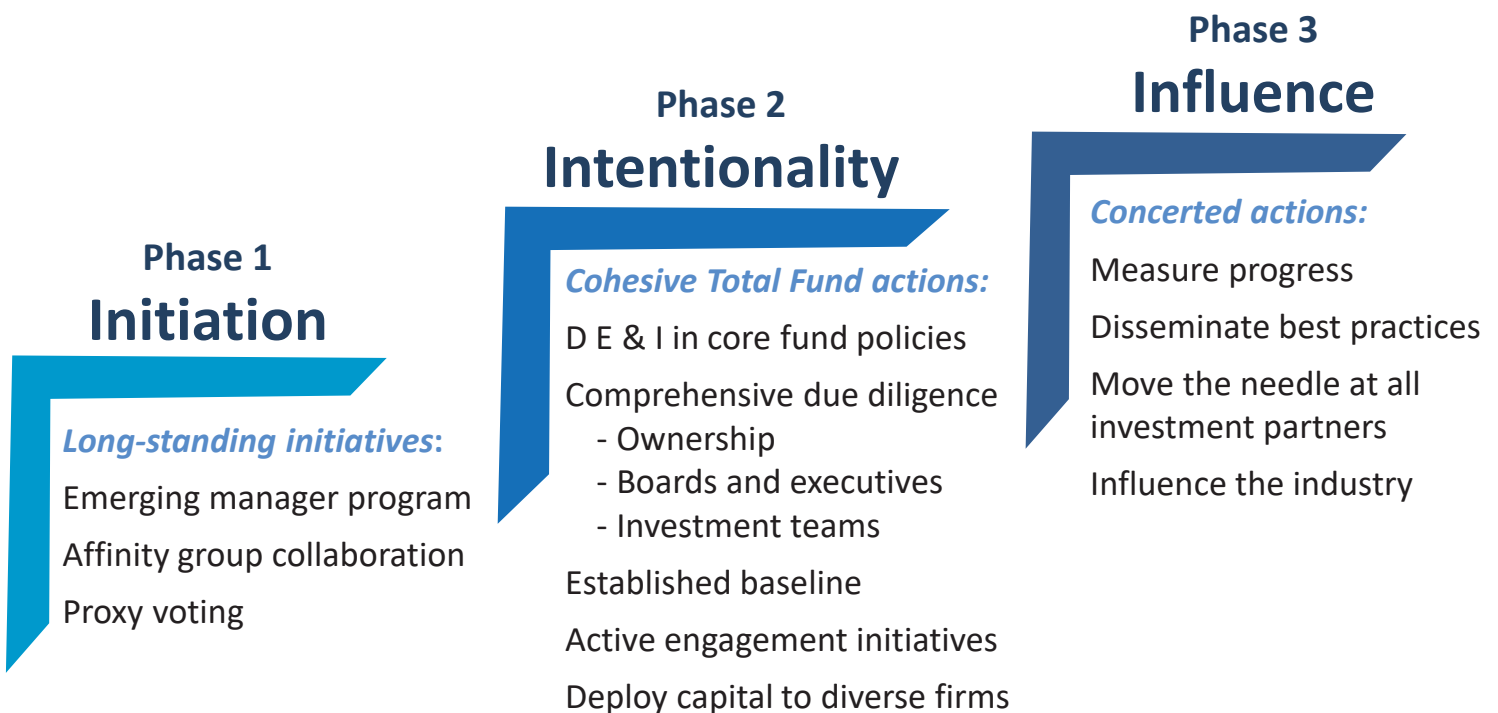 Phase 1
Initiation
Long-standing initiatives:
Emerging manager program
Affinity group collaboration
Proxy voting
Phase 2
Intentionality
Cohesive Total Fund actions:
D E & I in core fund policies
Comprehensive due diligence
- Ownership
- Boards and executives
- Investment teams
Established baseline
Active engagement initiatives
Deploy capital to diverse firms
Phase 3
Influence
Concerted actions:
Measure progress
Disseminate best practices
Move the needle at all
investment partners
Influence the industry